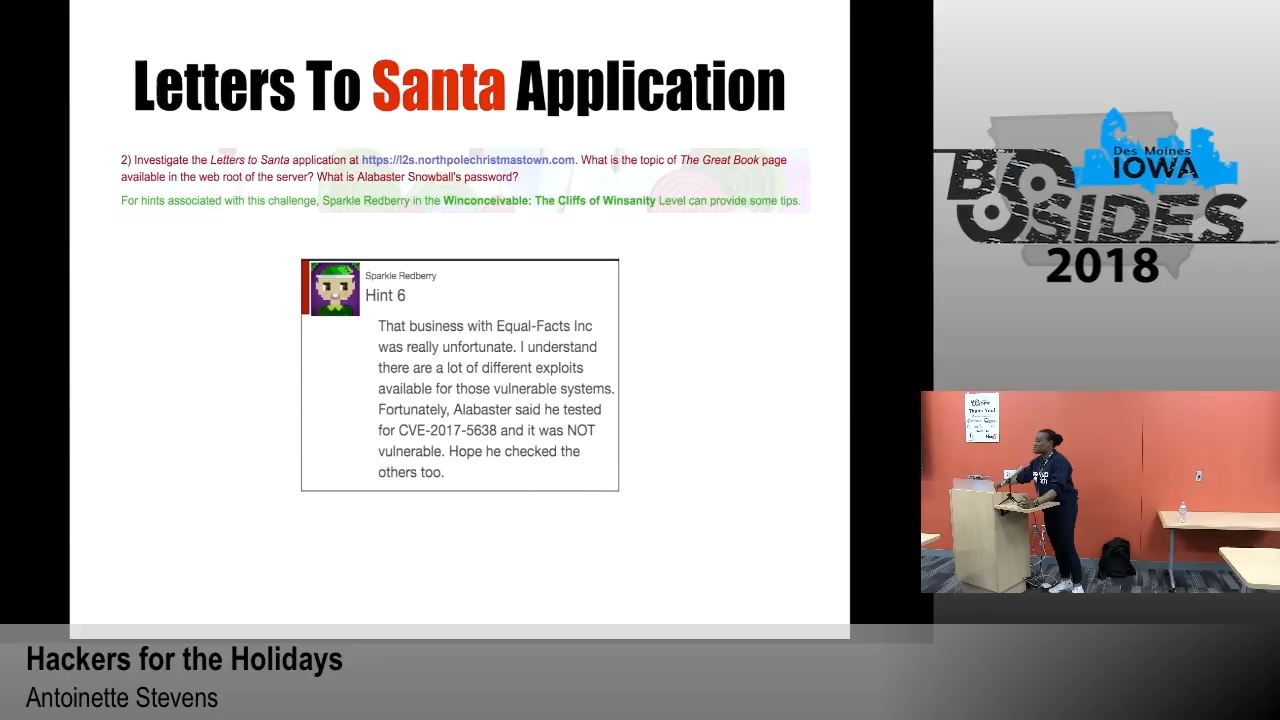 Letters To Santa Application
2) Investigate the Letters to Santa application at https://l2s.northpolechristmastown.com. What is the topic of The Great Book page
available in the web root of the server? What is Alabaster Snowball's password?
For hints associated with this challenge, Sparkle Redberry in the Winconceivable: The Cliffs of Winsanity Level can provide some tips.
Sparkle Redberry
Hint 6
That business with Equal-Facts Inc
was really unfortunate. I understand
there are a lot of different exploits
available for those vulnerable systems.
Fortunately, Alabaster said he tested
for CVE-2017-5638 and it was NOT
vulnerable. Hope he checked the
others too.
Des Moines
IOWA
BSIDES
2018
Thank You!
Hackers for the Holidays
Antoinette Stevens